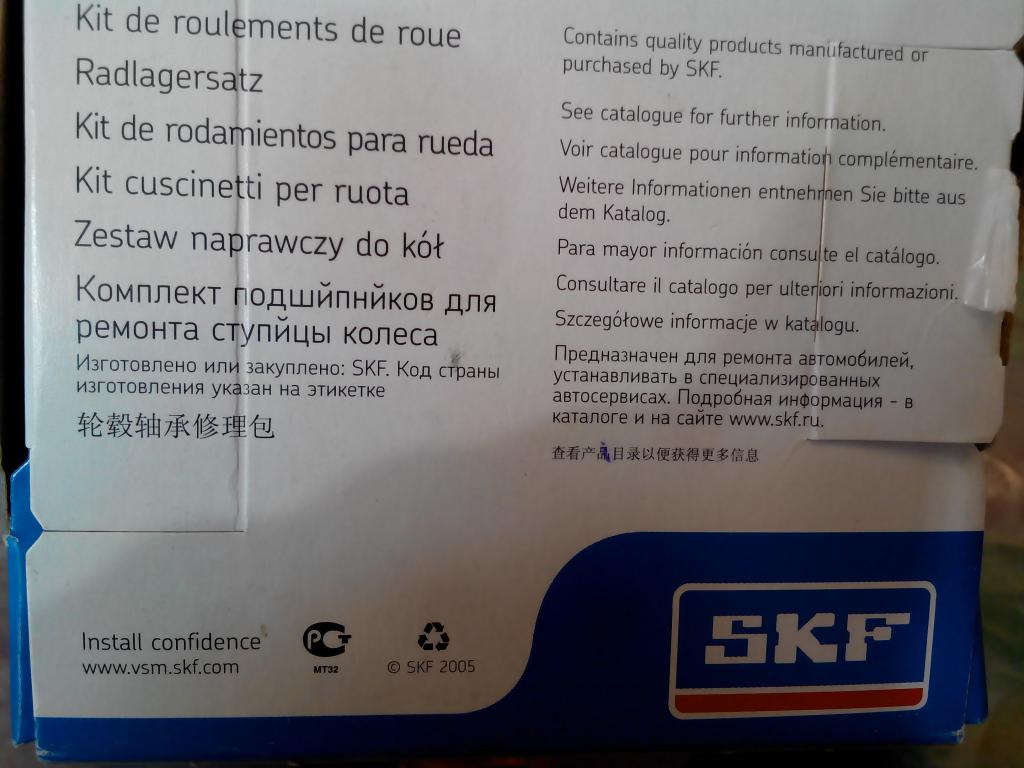 Kit de roulements de roue
Radlagersatz
Kit de rodamientos para rueda
Kit cuscinetti per ruota
Zestaw naprawczy do kół
Комплект подшйпнйков для
ремонта ступйцы колеса
Изготовлено или закуплено: SKF. Код страны
изготовления указан на этикетке
轮毂轴承修理包
Contains quality products manufactured or
purchased by SKF.
See catalogue for further information.
Voir catalogue pour information complémentaire.
Weitere Informationen entnehmen Sie bitte aus
dem Katalog.
Para mayor información consulte el catálogo.
Consultare il catalogo per ulteriori informazioni.
Szczegółowe informacje w katalogu.
Предназначен для ремонта автомобилей,
устанавливать в специализированных
автосервисах. Подробная информация - в
каталоге и на сайте www.skf.ru.
查看产品目录以便获得更多信息
Install confidence
www.vsm.skf.com
РСТ
МТ32
© SKF 2005
SKF